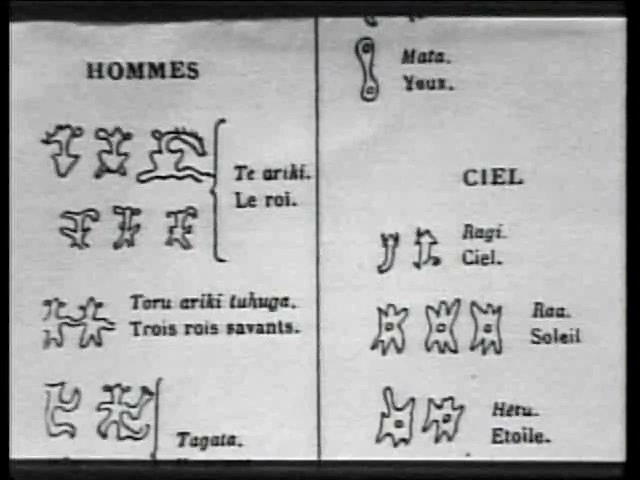 HOMMES
Te ariki.
Le roi.
Toru ariki tuhuga.
Trois rois savants.
Tagata.
Mata.
Yeux.
CIEL
Ragi.
Ciel.
Raa.
Soleil
Hetu.
Etoile.